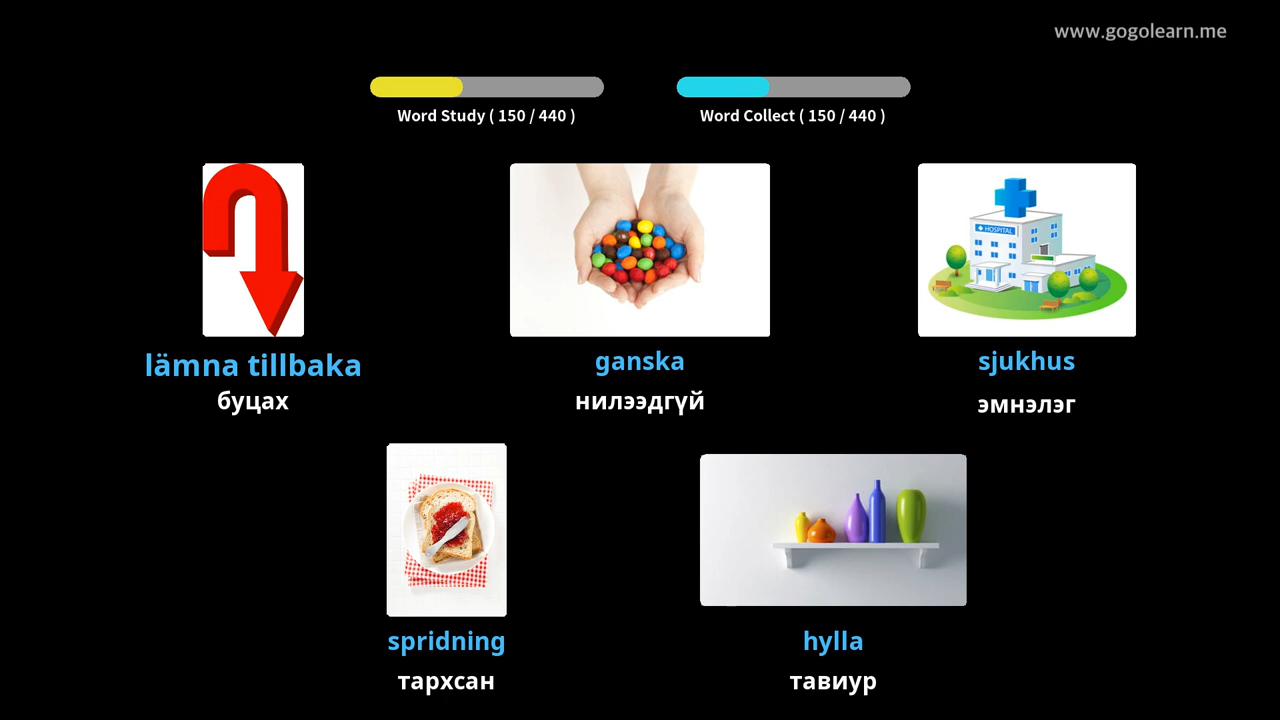 www.gogolearn.me
Word Study ( 150 / 440 )
Word Collect ( 150 / 440 )
HOSPITAL
lämna tillbaka
буцах
ganska
нилээдгүй
sjukhus
эмнэлэг
spridning
тархсан
hylla
тавиур